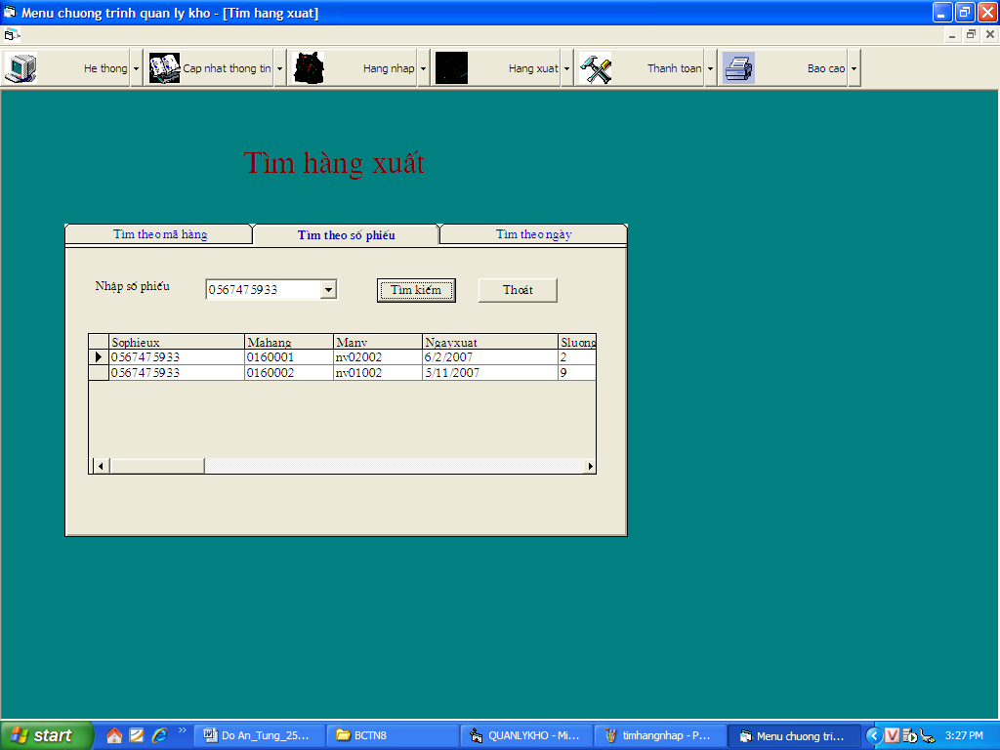 Menu chuong trinh quan ly kho - [Tim hang xuat]
He thong Cap nhat thong tin Hang nhap Hang xuat Thanh toan Bao cao
Tìm hàng xuất
Tìm theo mã hàng Tìm theo số phiếu Tìm theo ngày
Nhập số phiếu 0567475933 Tìm kiếm Thoát
Sophieux Mahang Manv Ngayxuat Sluong
0567475933 0160001 nv02002 6/2/2007 2
0567475933 0160002 nv01002 5/11/2007 9
start Do An_Tung_25... BCTN8 QUANLYKHO - Mi... timhangnhap - P... Menu chuong tri... V 3:27 PM